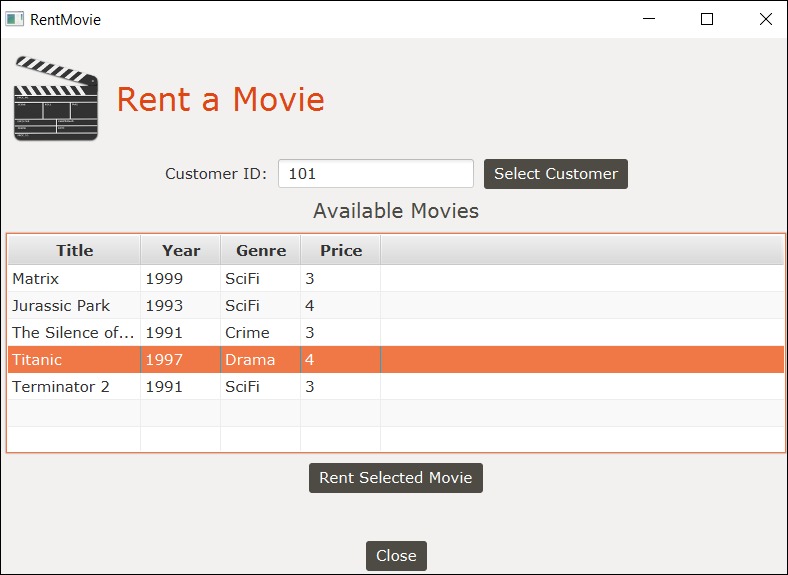 RentMovie
Rent a Movie
Customer ID: 101 Select Customer
Available Movies
Title Year Genre Price
Matrix 1999 SciFi 3
Jurassic Park 1993 SciFi 4
The Silence of... 1991 Crime 3
Titanic 1997 Drama 4
Terminator 2 1991 SciFi 3
Rent Selected Movie
Close